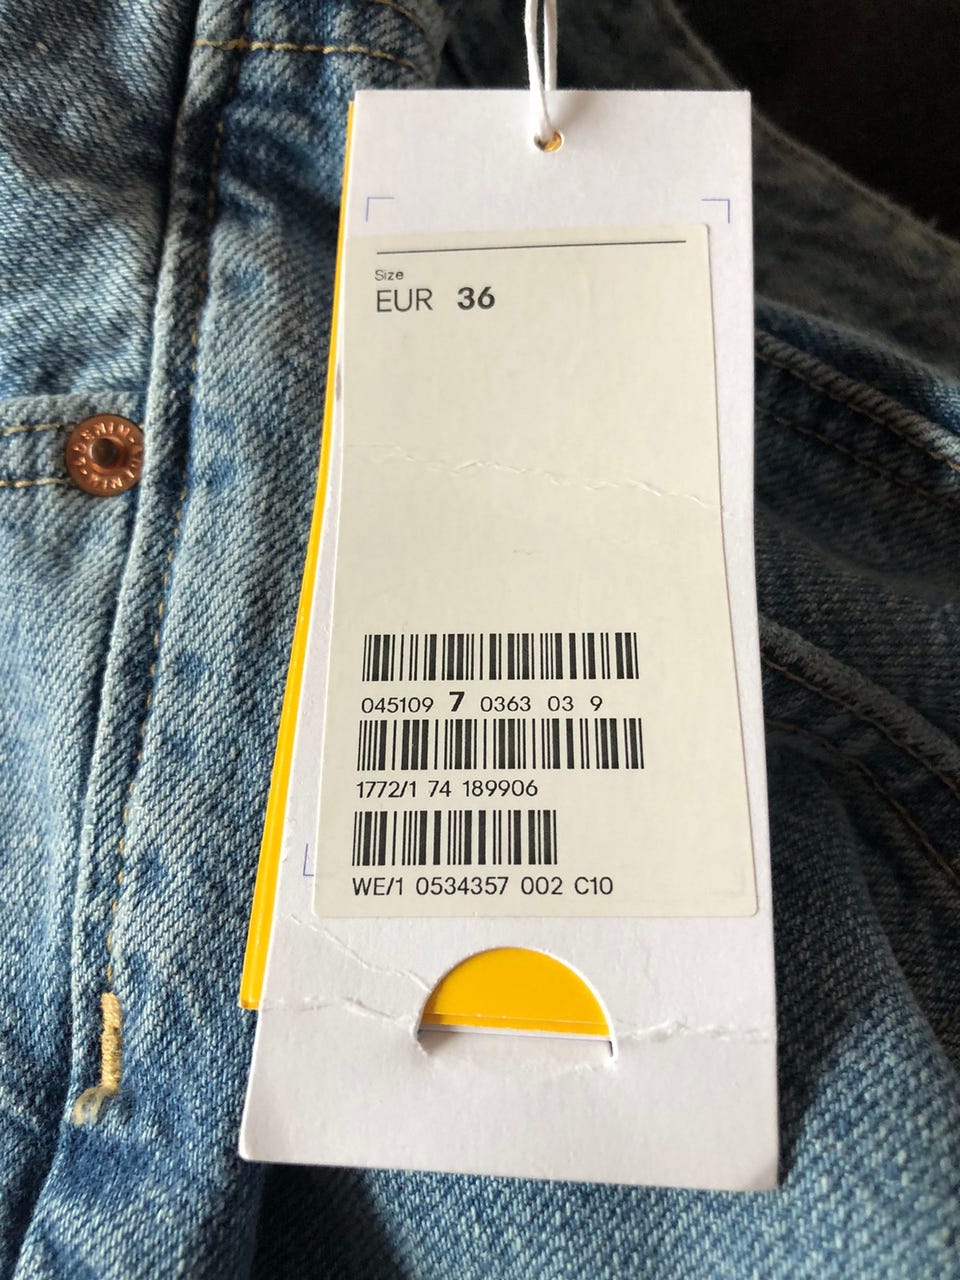 Size
EUR 36
045109 7 0363 03 9
1772/1 74 189906
WE/1 0534357 002 C10